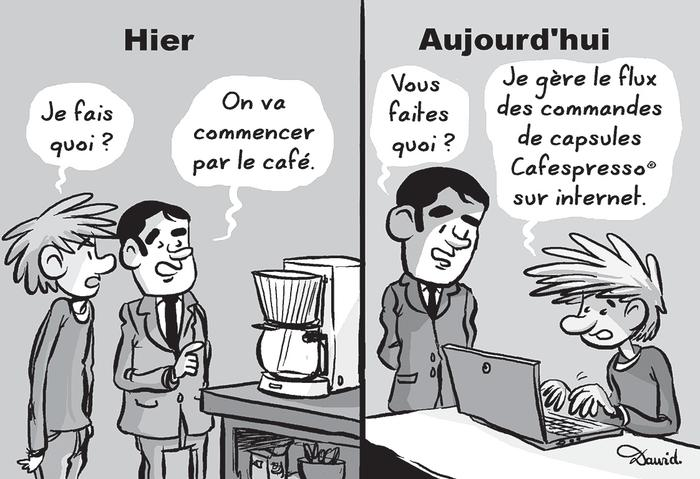 Hier
Je fais
quoi ?
On va
commencer
par le café.
Aujourd'hui
Vous
faites
quoi ?
Je gère le flux
des commandes
de capsules
Cafespresso®
sur internet.
Dawid.